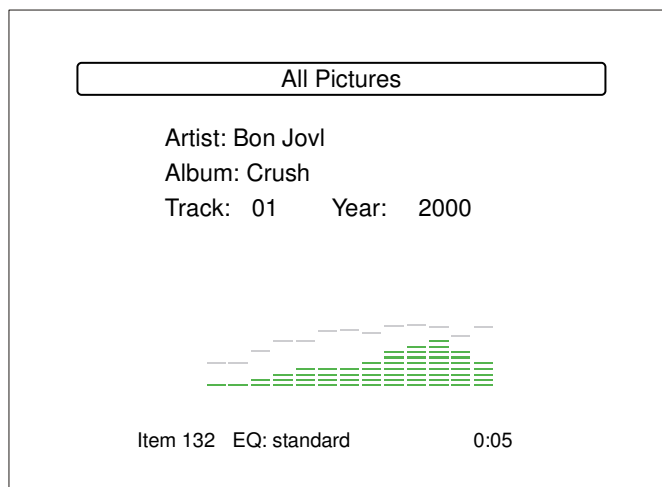 All Pictures
Artist: Bon Jovl
Album: Crush
Track: 01 Year: 2000
Item 132 EQ: standard 0:05